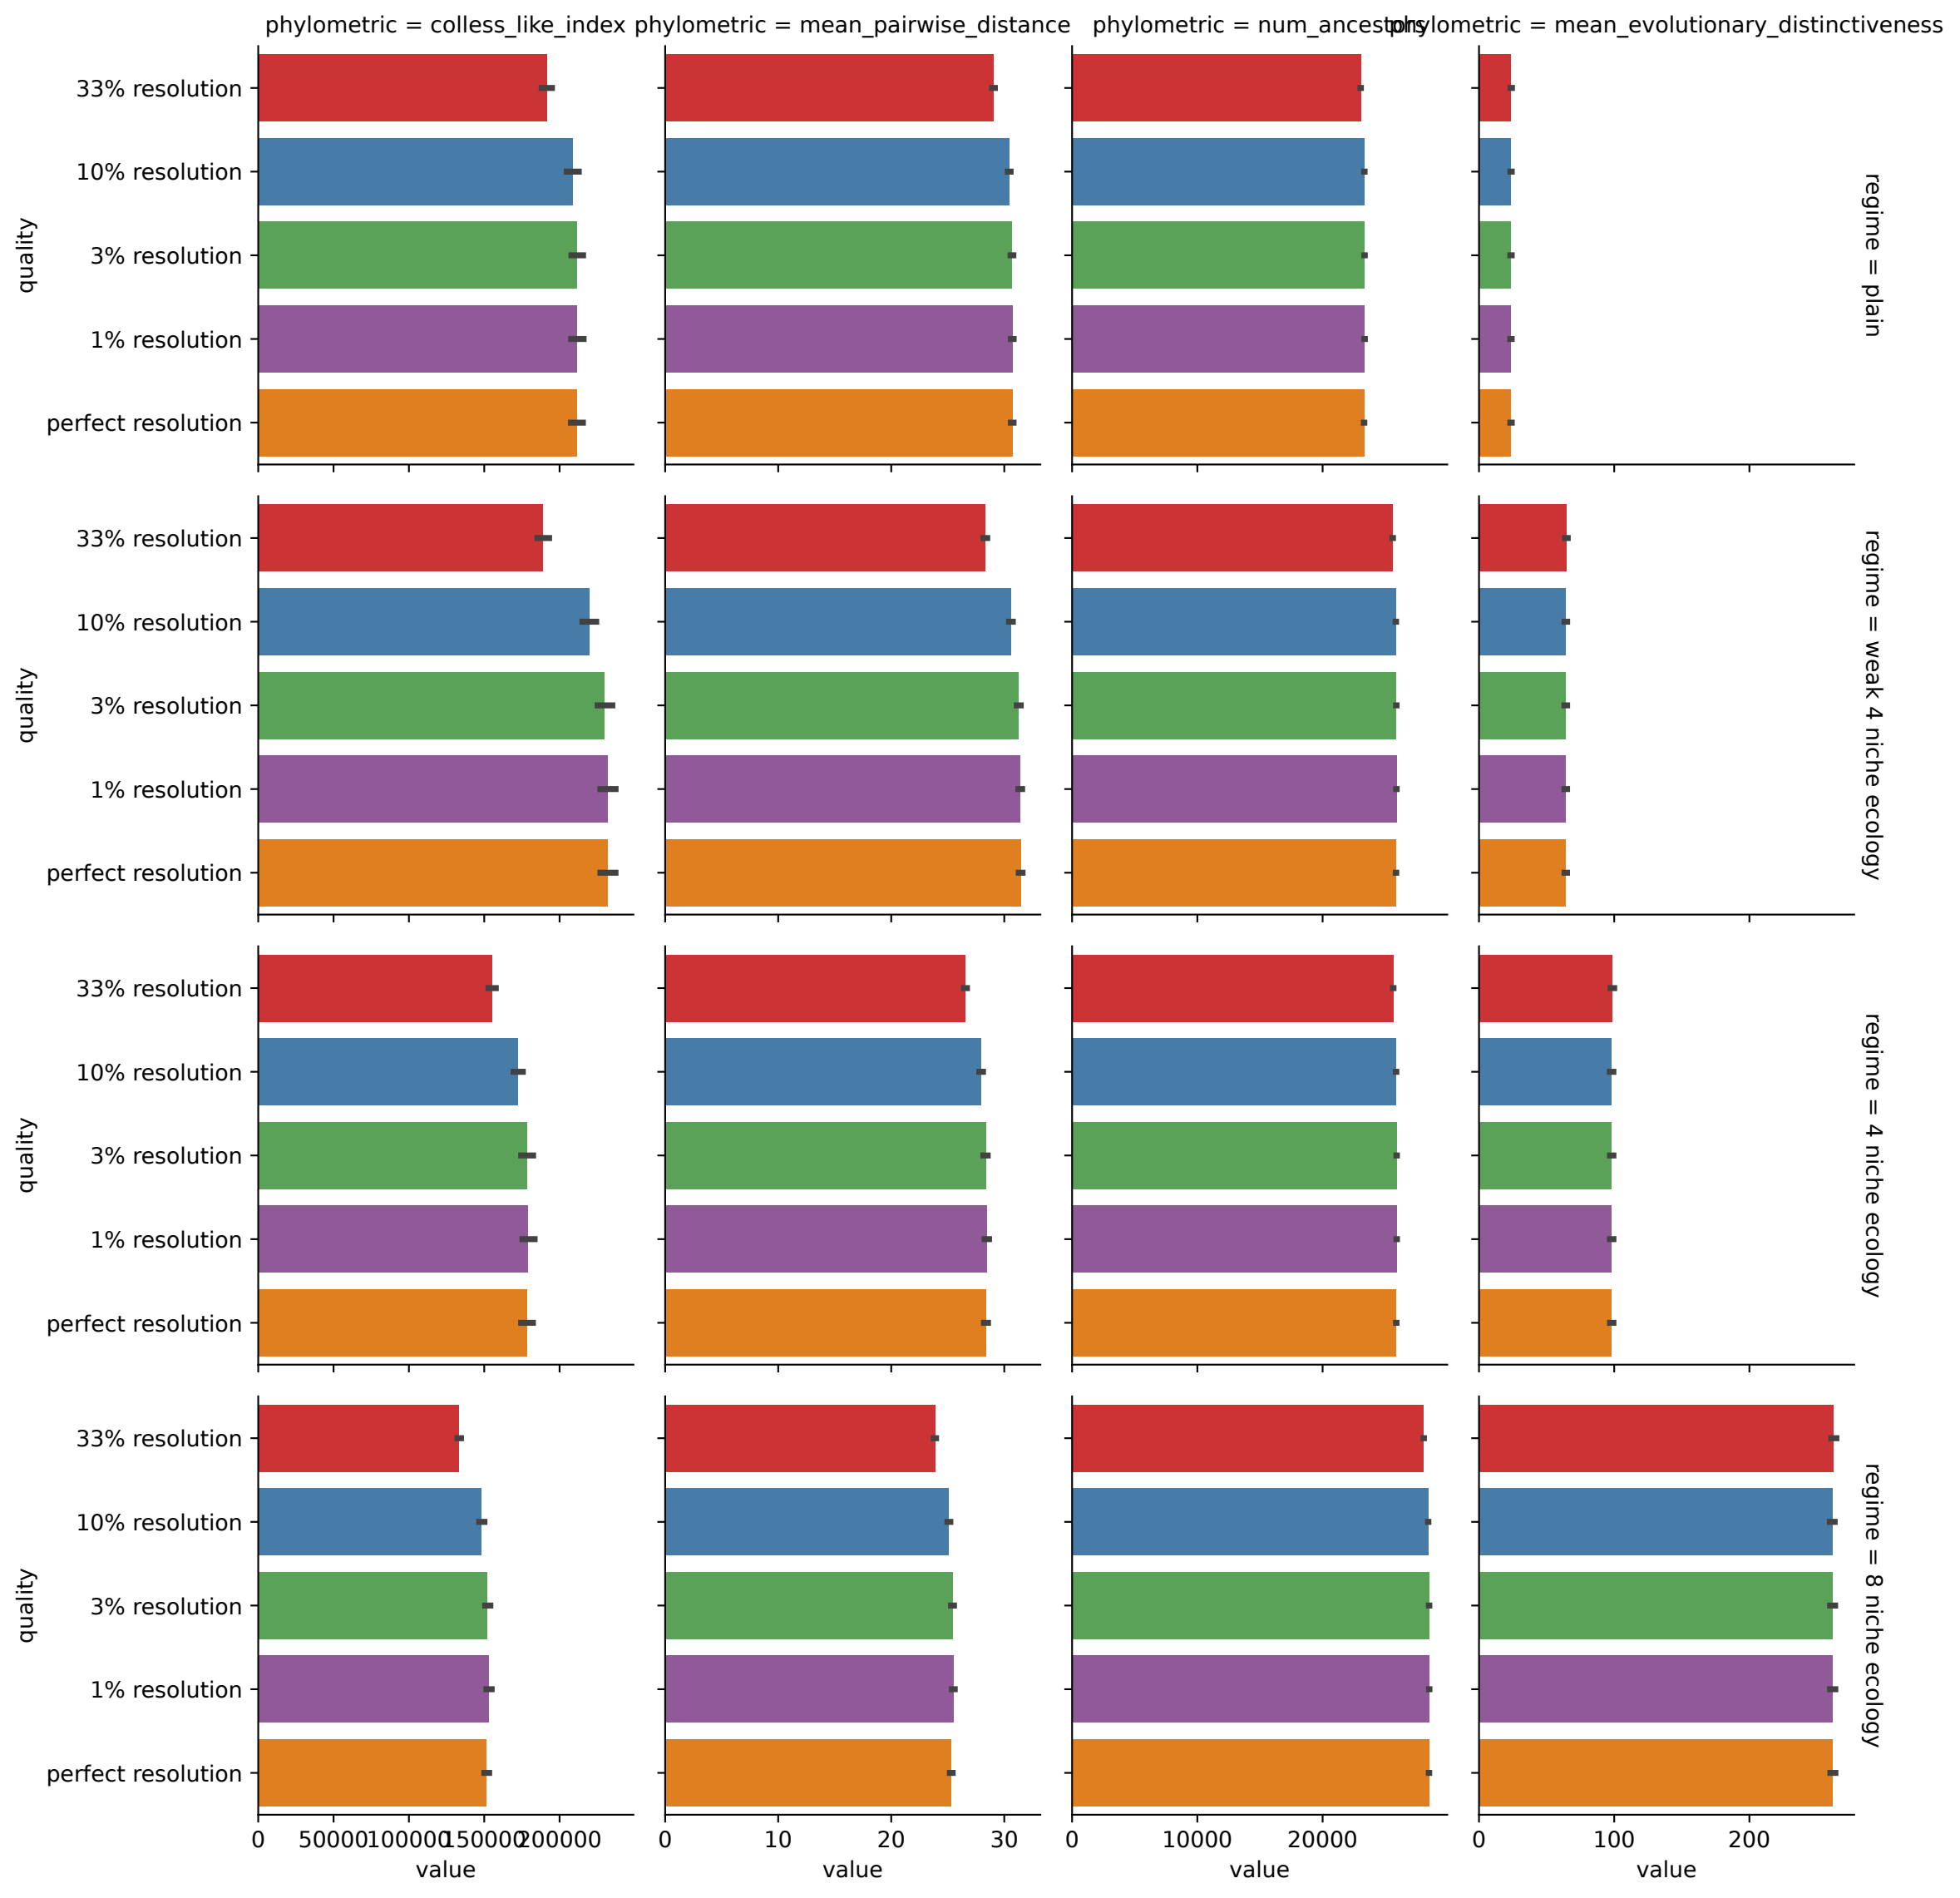 phylometric = colless_like_index
phylometric = mean_pairwise_distance
phylometric = num_ancestors
phylometric = mean_evolutionary_distinctiveness
33% resolution
10% resolution
3% resolution
1% resolution
perfect resolution
quality
regime = plain
0
100
200
33% resolution
10% resolution
3% resolution
1% resolution
perfect resolution
quality
regime = weak 4 niche ecology
33% resolution
10% resolution
3% resolution
1% resolution
perfect resolution
quality
regime = 4 niche ecology
33% resolution
10% resolution
3% resolution
1% resolution
perfect resolution
quality
regime = 8 niche ecology
0
50000
100000
150000
200000
value
0
10
20
30
value
0
10000
20000
value
0
100
200
value